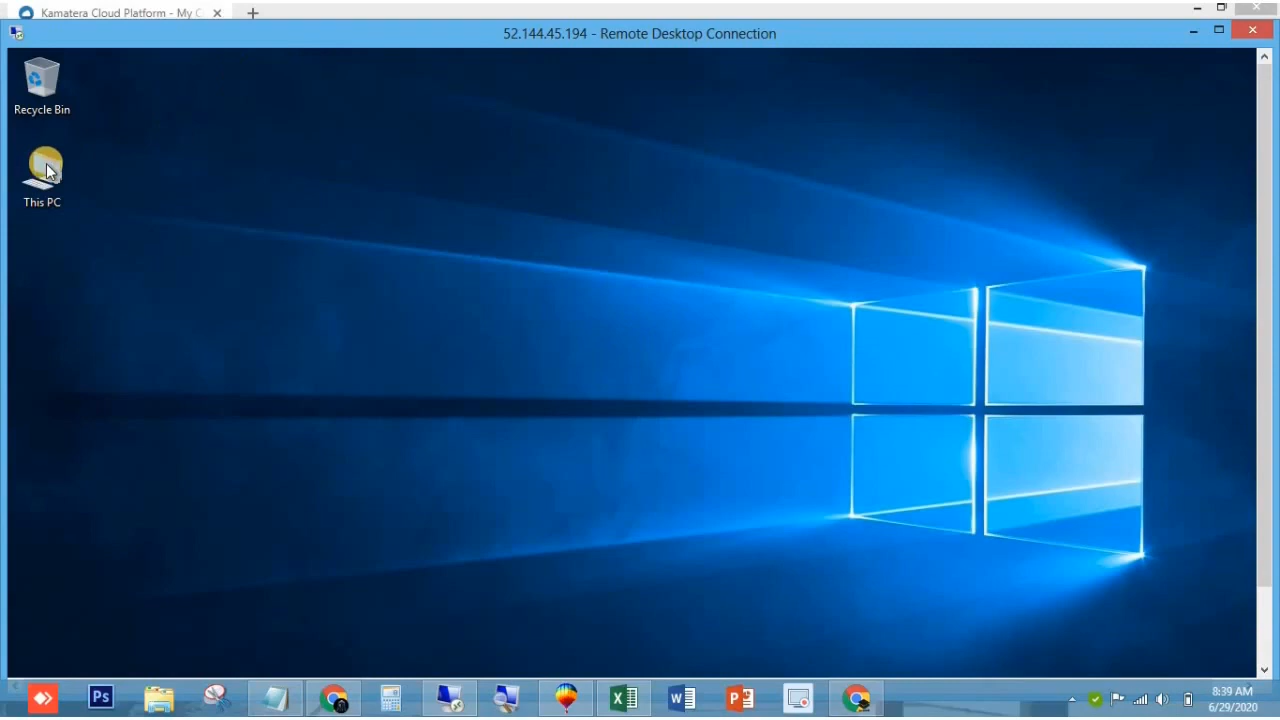 Kamatera Cloud Platform - My C
52.144.45.194 - Remote Desktop Connection
Recycle Bin
This PC
Ps
8:39 AM
6/29/2020